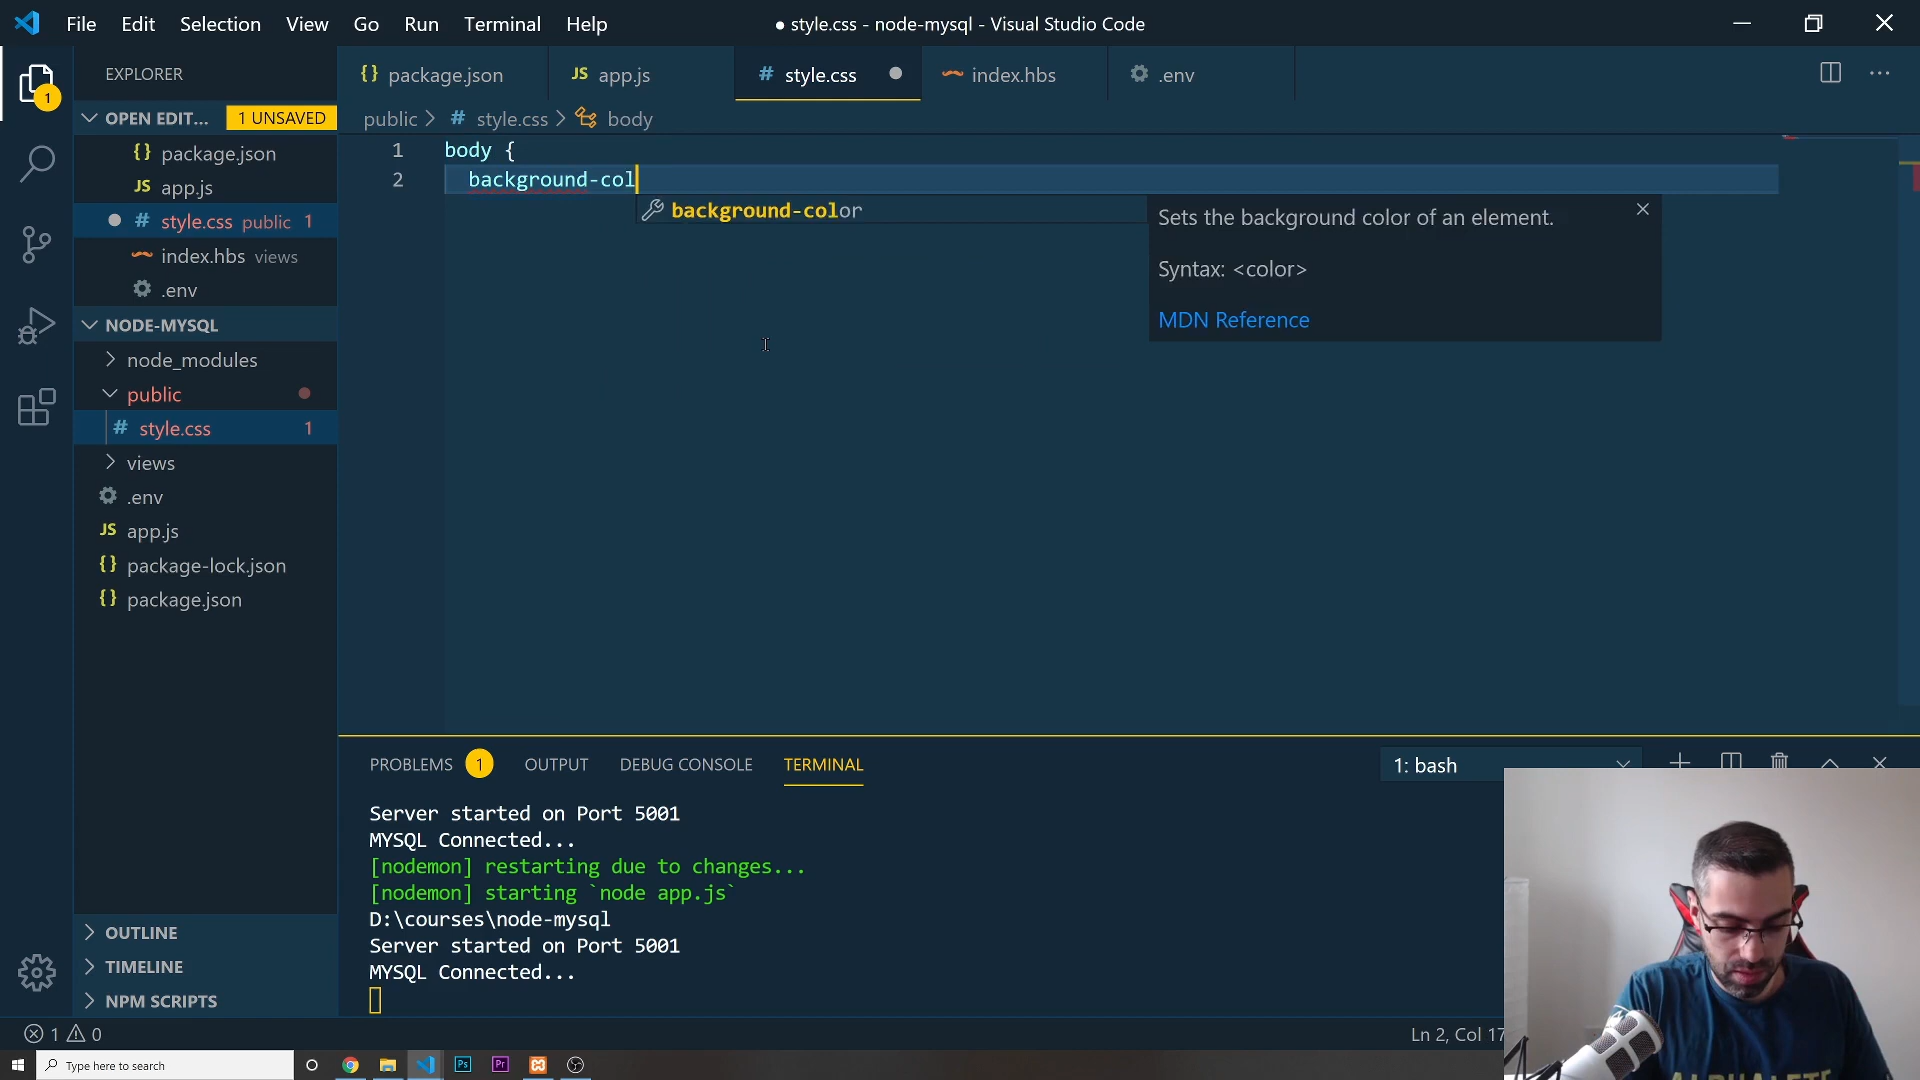 File Edit Selection View Go Run Terminal Help
● style.css - node-mysql - Visual Studio Code
EXPLORER
{} package.json
JS app.js
# style.css
index.hbs
.env
OPEN EDIT...
1 UNSAVED
public > # style.css > body
{} package.json
JS app.js
# style.css public 1
index.hbs views
.env
NODE-MYSQL
node_modules
public
# style.css 1
views
.env
JS app.js
{} package-lock.json
{} package.json
OUTLINE
TIMELINE
NPM SCRIPTS
1 body {
2 background-col
background-color
Sets the background color of an element.
Syntax: <color>
MDN Reference
PROBLEMS 1 OUTPUT DEBUG CONSOLE TERMINAL
1: bash
Server started on Port 5001
MYSQL Connected...
[nodemon] restarting due to changes...
[nodemon] starting `node app.js`
D:\courses\node-mysql
Server started on Port 5001
MYSQL Connected...
1 0
Ln 2, Col 17
Type here to search
Ps
Pr
ALPHALETE